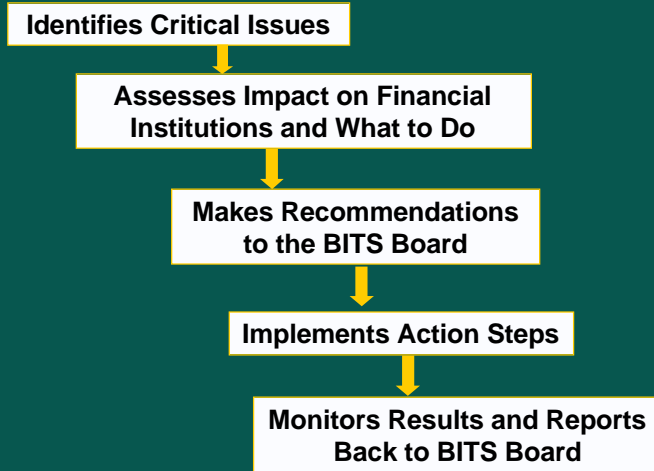 Identifies Critical Issues
Assesses Impact on Financial
Institutions and What to Do
Makes Recommendations
to the BITS Board
Implements Action Steps
Monitors Results and Reports
Back to BITS Board